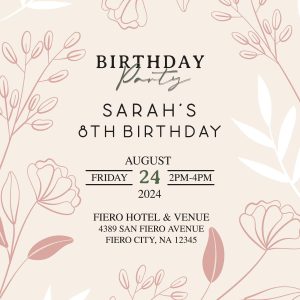 BIRTHDAY
Party
SARAH'S
8TH BIRTHDAY
AUGUST
FRIDAY 24 2PM-4PM
2024
FIERO HOTEL & VENUE
4389 SAN FIERO AVENUE
FIERO CITY, NA 12345